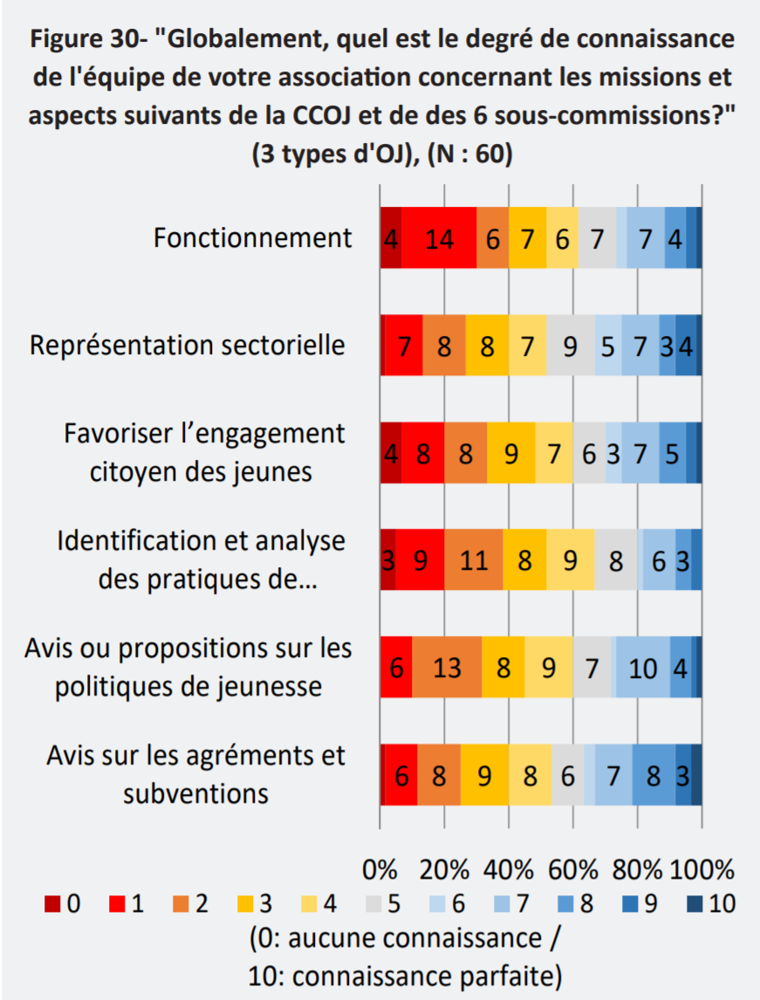 Figure 30- "Globalement, quel est le degré de connaissance
de l'équipe de votre association concernant les missions et
aspects suivants de la CCOJ et de des 6 sous-commissions?"
(3 types d'OJ), (N : 60)
Fonctionnement
4 14 6 7 6 7 7 4
Représentation sectorielle
7 8 8 7 9 5 7 3 4
Favoriser l’engagement
citoyen des jeunes
4 8 8 9 7 6 3 7 5
Identification et analyse
des pratiques de...
3 9 11 8 9 8 6 3
Avis ou propositions sur les
politiques de jeunesse
6 13 8 9 7 10 4
Avis sur les agréments et
subventions
6 8 9 8 6 7 8 3
0% 20% 40% 60% 80% 100%
0 1 2 3 4 5 6 7 8 9 10
(0: aucune connaissance /
10: connaissance parfaite)